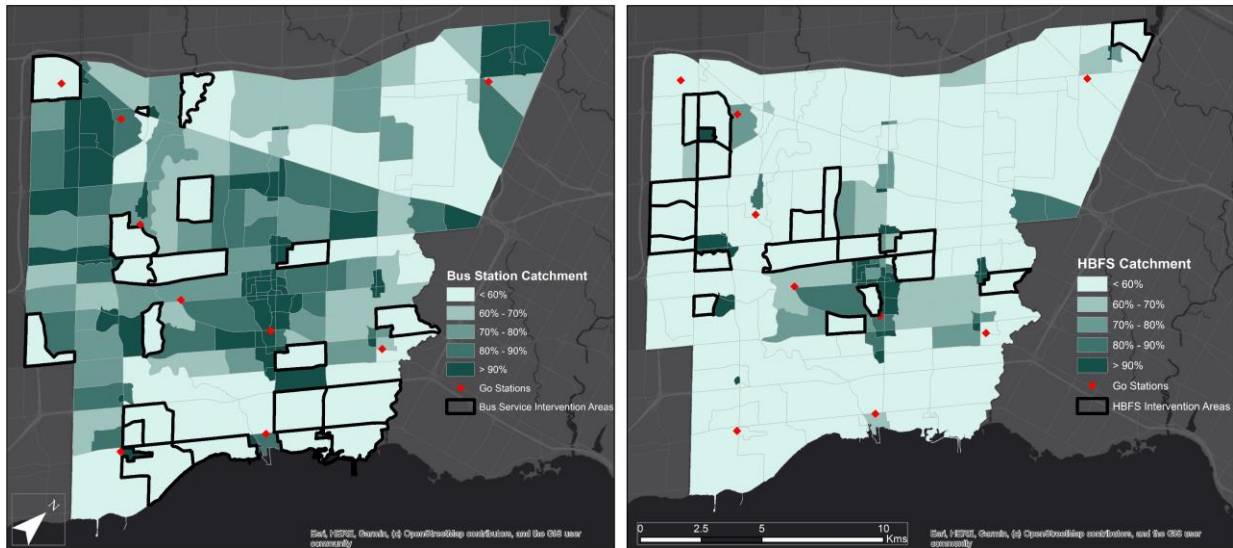 Bus Station Catchment
< 60%
60% - 70%
70% - 80%
80% - 90%
> 90%
Go Stations
Bus Service Intervention Areas
N
Esri, HERE, Garmin, (c) OpenStreetMap contributors, and the GIS user
community
HBFS Catchment
< 60%
60% - 70%
70% - 80%
80% - 90%
> 90%
Go Stations
HBFS Intervention Areas
0 2.5 5 10
Kms
Esri, HERE, Garmin, (c) OpenStreetMap contributors, and the GIS user
community